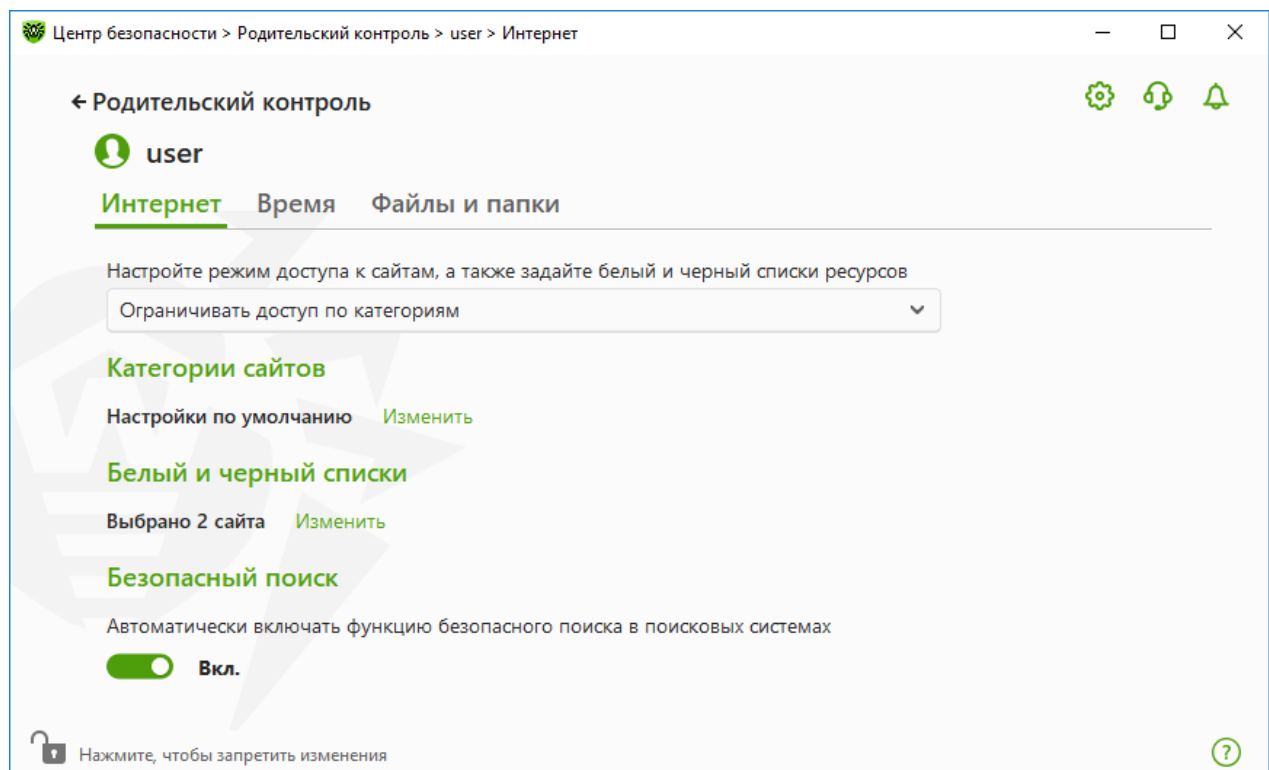 Центр безопасности > Родительский контроль > user > Интернет
Родительский контроль
user
Интернет Время Файлы и папки
Настройте режим доступа к сайтам, а также задайте белый и черный списки ресурсов
Ограничивать доступ по категориям
Категории сайтов
Настройки по умолчанию Изменить
Белый и черный списки
Выбрано 2 сайта Изменить
Безопасный поиск
Автоматически включать функцию безопасного поиска в поисковых системах
Вкл.
Нажмите, чтобы запретить изменения
?